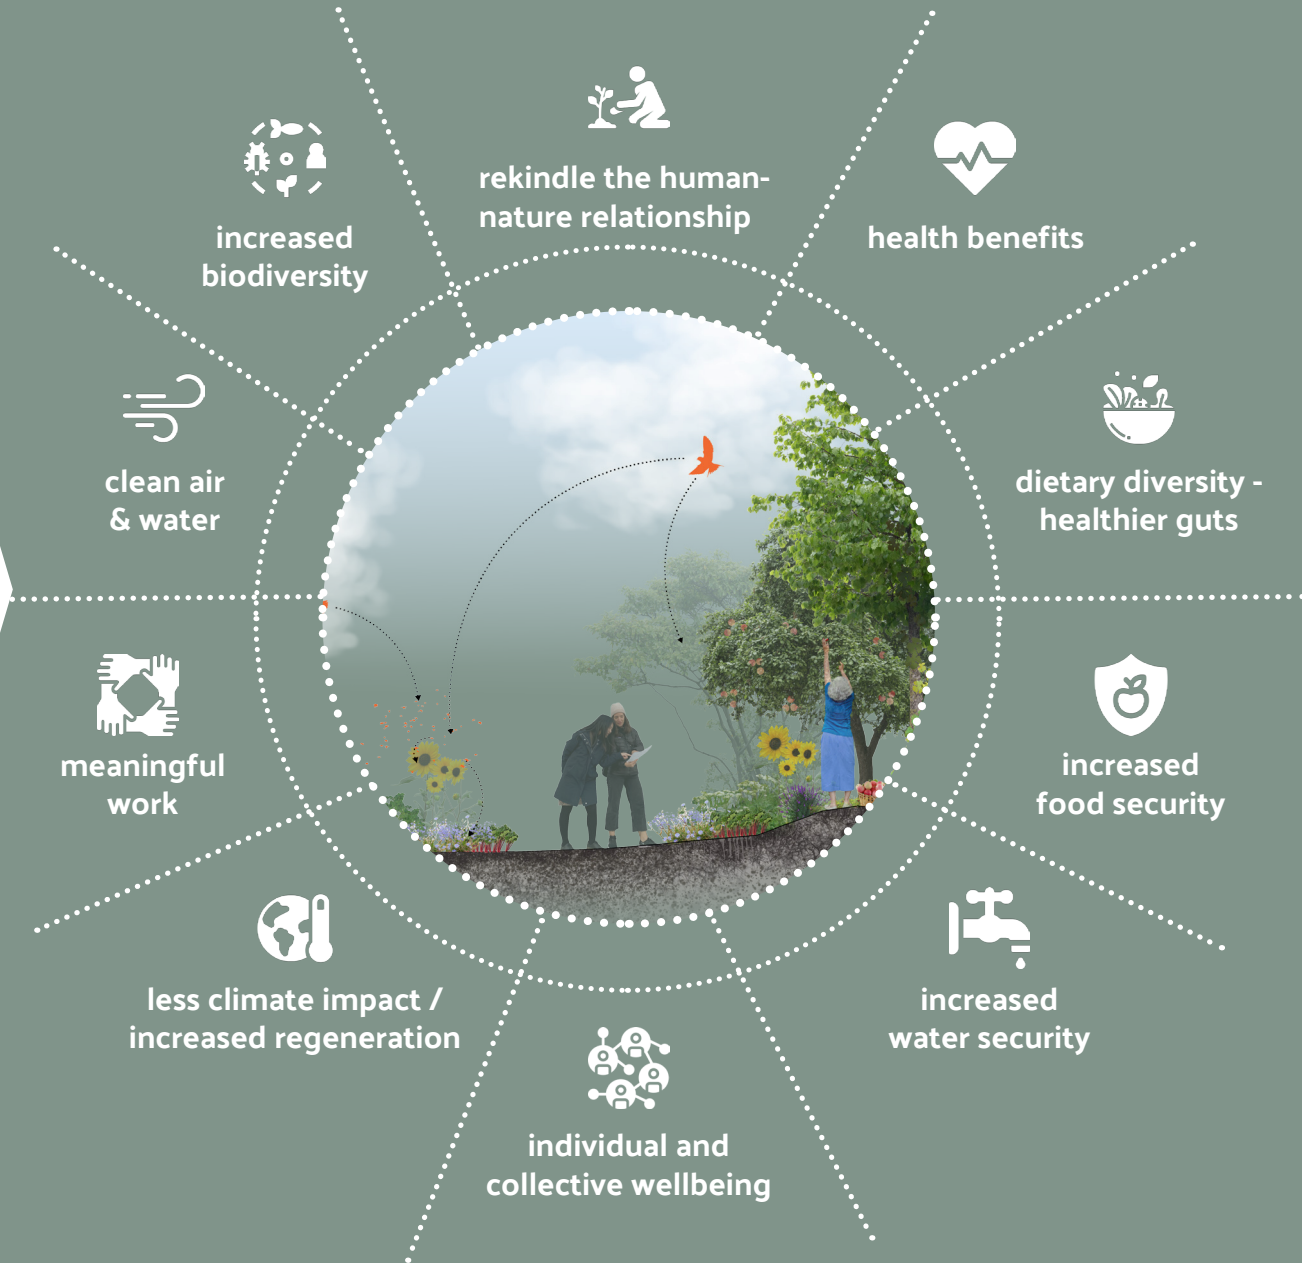 rekindle the human-
nature relationship
health benefits
dietary diversity -
healthier guts
increased
food security
increased
water security
individual and
collective wellbeing
less climate impact /
increased regeneration
meaningful
work
clean air
& water
increased
biodiversity